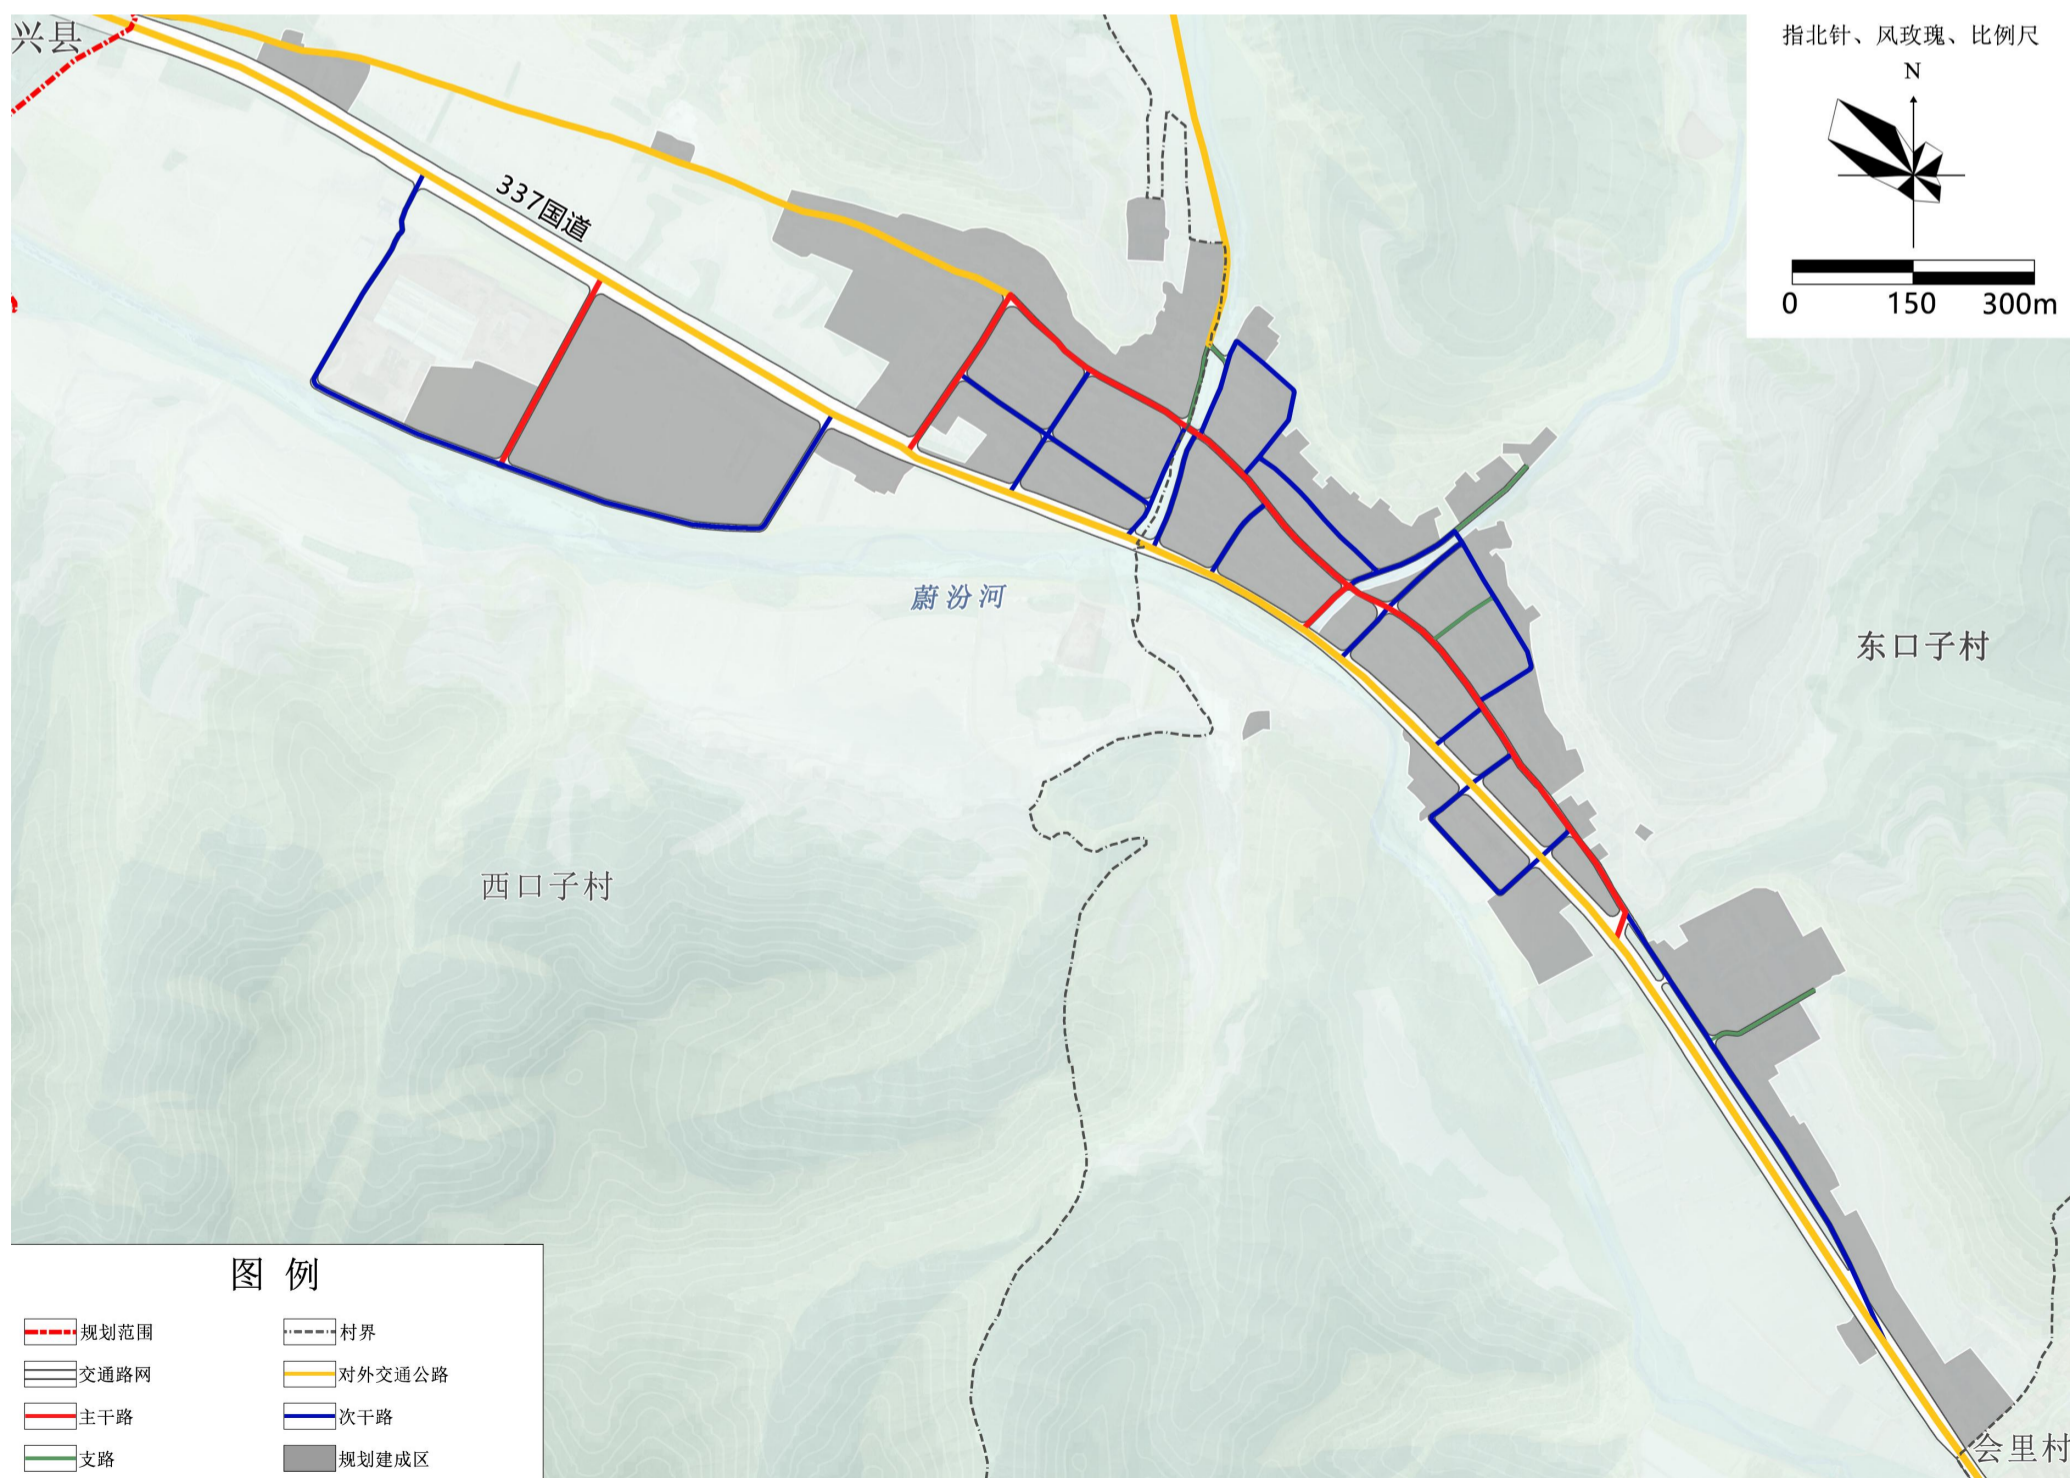 兴县
指北针、风玫瑰、比例尺
N
0 150 300m
337国道
蔚汾河
东口子村
西口子村
会里村
图例
规划范围
村界
交通路网
对外交通公路
主干路
次干路
支路
规划建成区